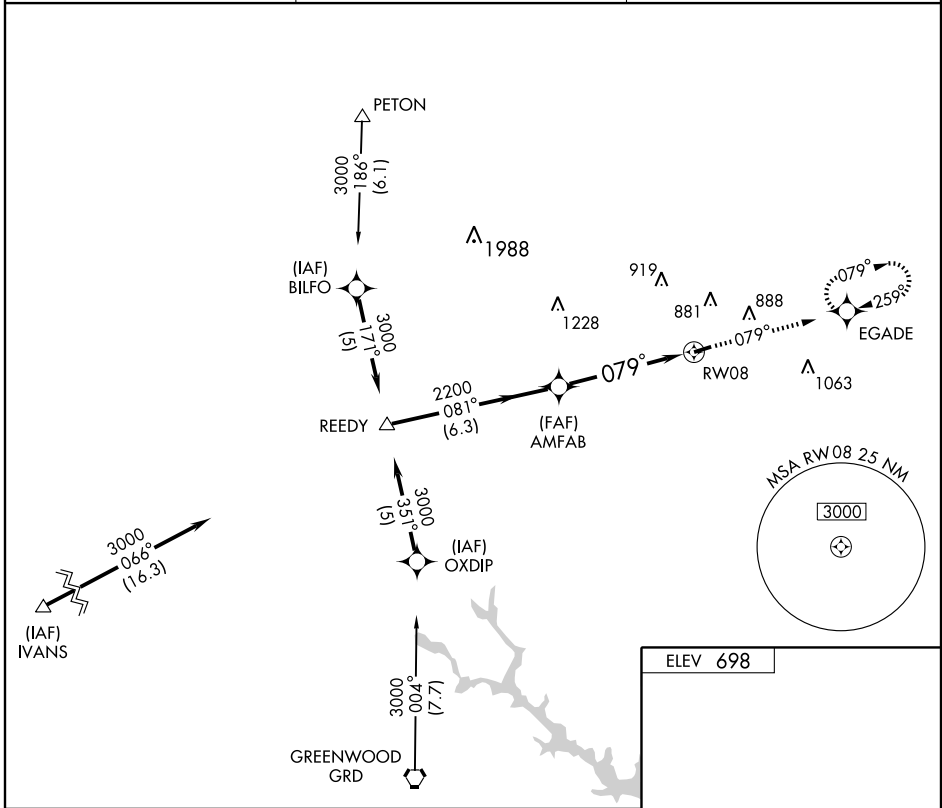 PETON
3000
186°
(6.1)
1988
(IAF)
BILFO
3000
171°
(5)
919
881
888
1228
079°
259°
EGADE
079°
079°
RW08
1063
2200
081°
(6.3)
REEDY
(FAF)
AMFAB
3000
351°
(5)
(IAF)
OXDIP
3000
066°
(16.3)
(IAF)
IVANS
MSA RW08 25 NM
3000
3000
004°
(7.7)
GREENWOOD
GRD
ELEV 698